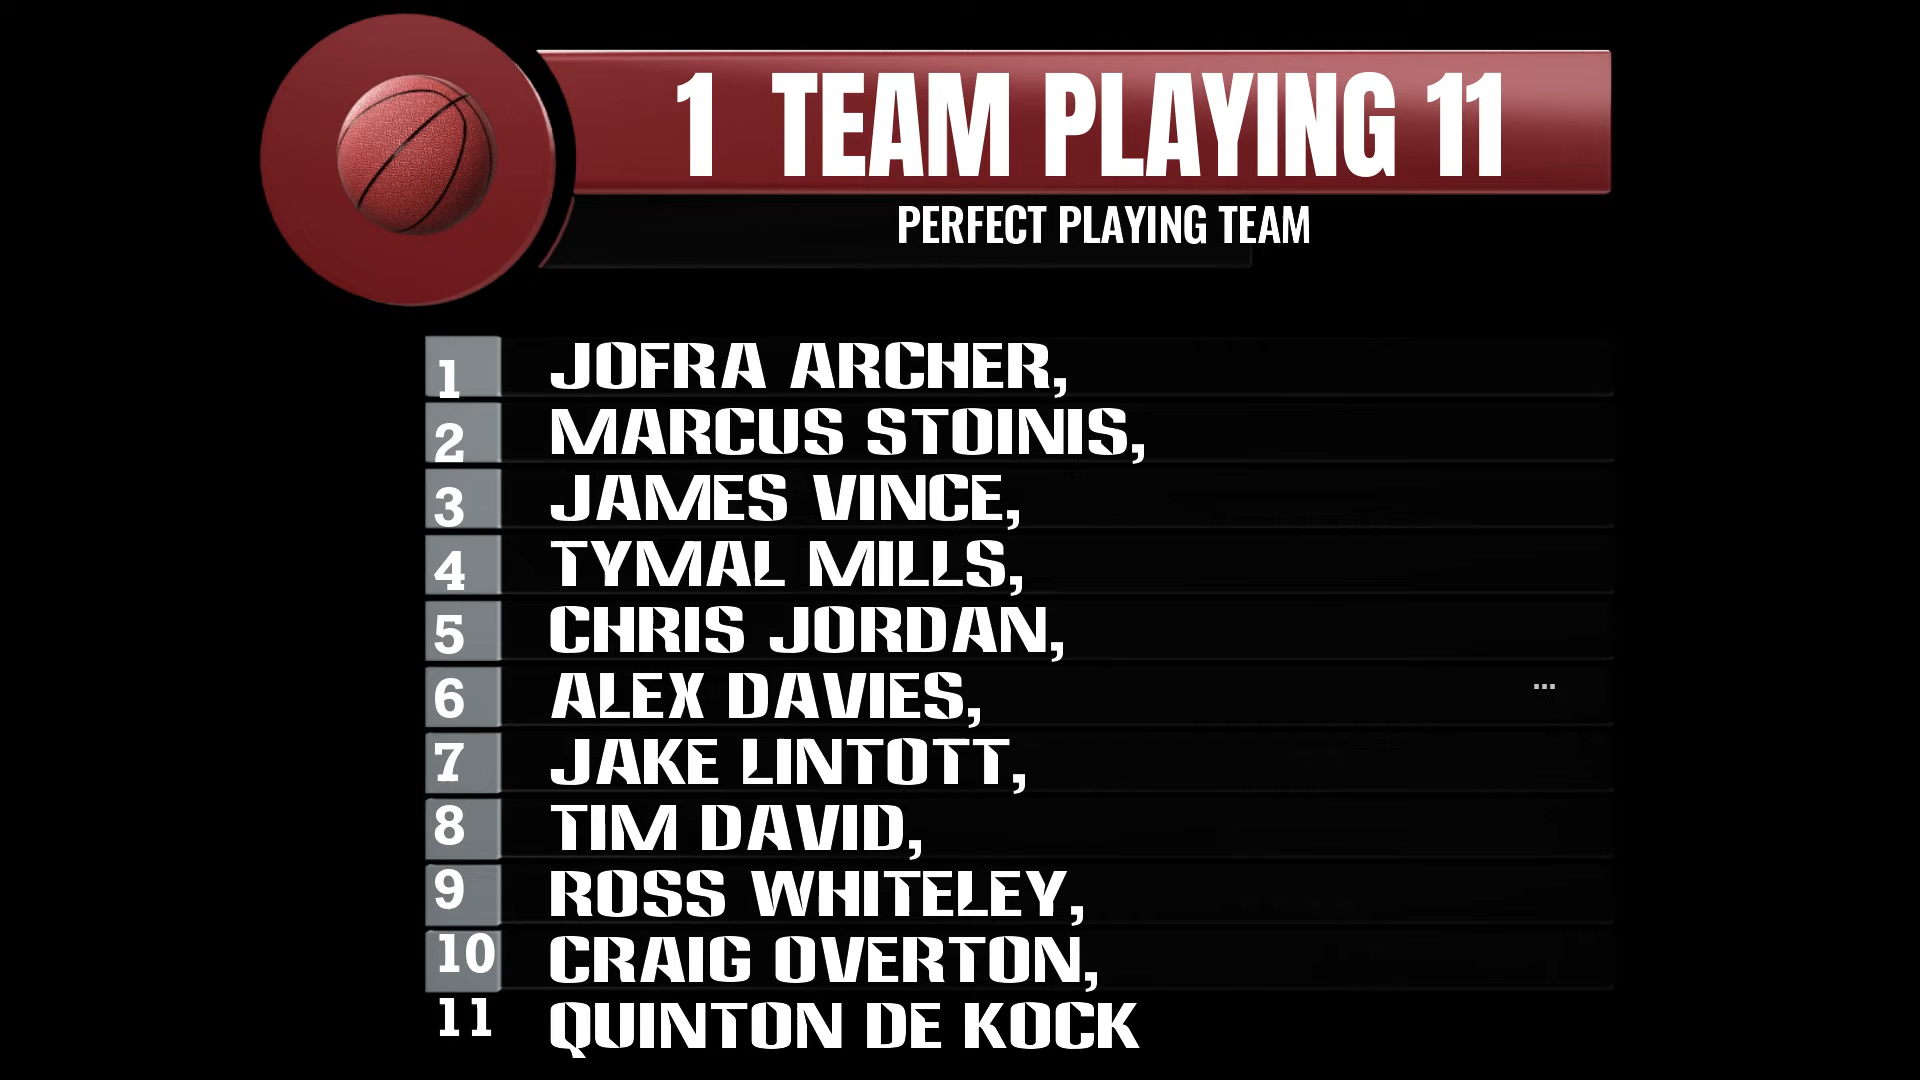 1 TEAM PLAYING 11
PERFECT PLAYING TEAM
1 JOFRA ARCHER,
2 MARCUS STOINIS,
3 JAMES VINCE,
4 TYMAL MILLS,
5 CHRIS JORDAN,
6 ALEX DAVIES, ...
7 JAKE LINTOTT,
8 TIM DAVID,
9 ROSS WHITELEY,
10 CRAIG OVERTON,
11 QUINTON DE KOCK